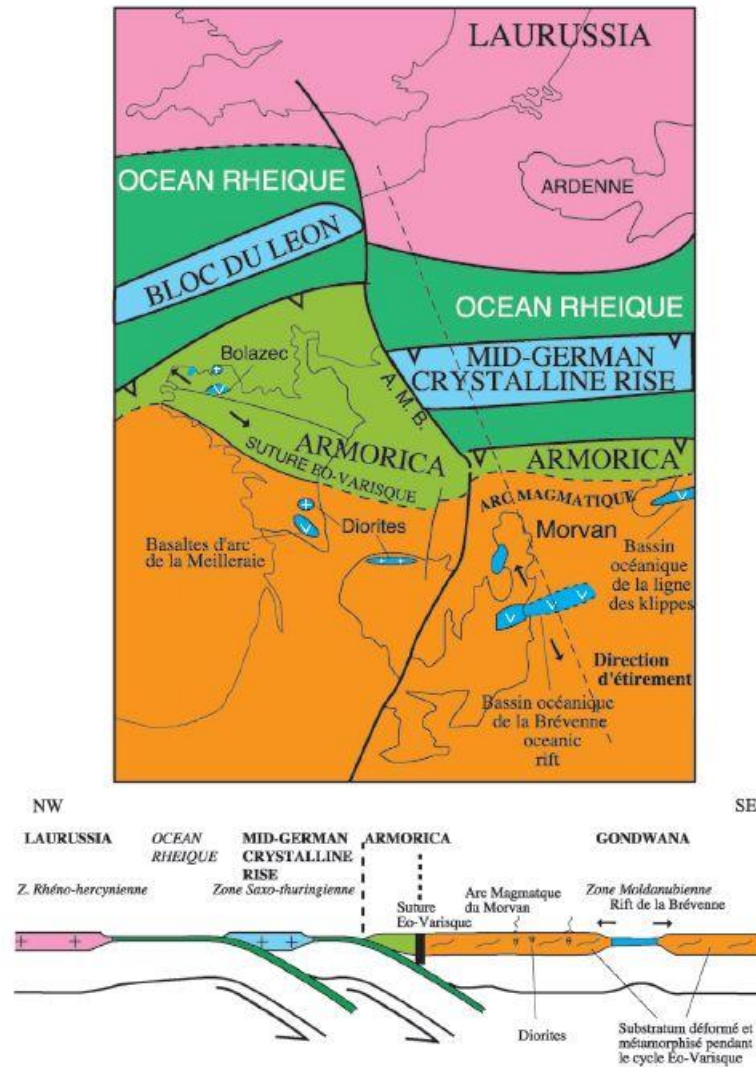 LAURUSSIA
OCEAN RHEIQUE
ARDENNE
BLOC DU LEON
OCEAN RHEIQUE
MID-GERMAN
CRYSTALLINE RISE
Bolazec
A. M. B.
ARMORICA
SUTURE EO-VARISQUE
ARMORICA
ARC MAGMATIQUE
Diorites
Morvan
Basaltes d'arc
de la Meilleraie
Bassin
océanique
de la ligne
des klippes
Direction
d'étirement
Bassin océanique
de la Brévenne
oceanic
rift
NW
SE
LAURUSSIA
OCEAN
RHEIQUE
MID-GERMAN
CRYSTALLINE
RISE
ARMORICA
GONDWANA
Z. Rhéno-hercynienne
Zone Saxo-thuringienne
Suture
Eo-Varisque
Arc Magmatque
du Morvan
Zone Moldanubienne
Rift de la Brévenne
Diorites
Substratum déformé et
métamorphisé pendant
le cycle Éo-Varisque